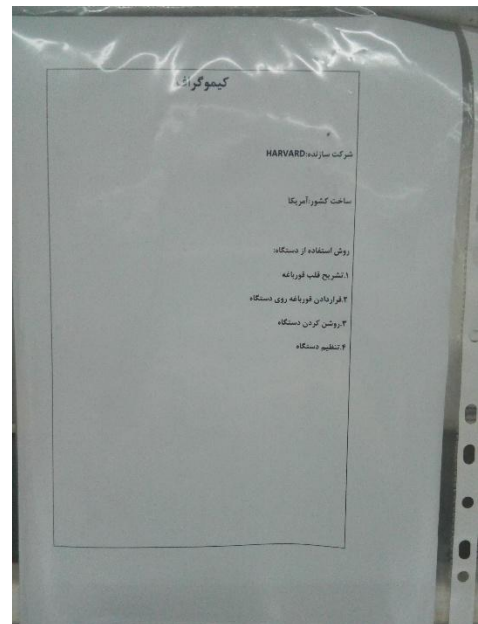 کیموگراف
شرکت سازنده:HARVARD
ساخت کشور:آمریکا
روش استفاده از دستگاه:
۱.تشریح قلب قورباغه
۲.قراردادن قورباغه روی دستگاه
۳.روشن کردن دستگاه
۴.تنظیم دستگاه